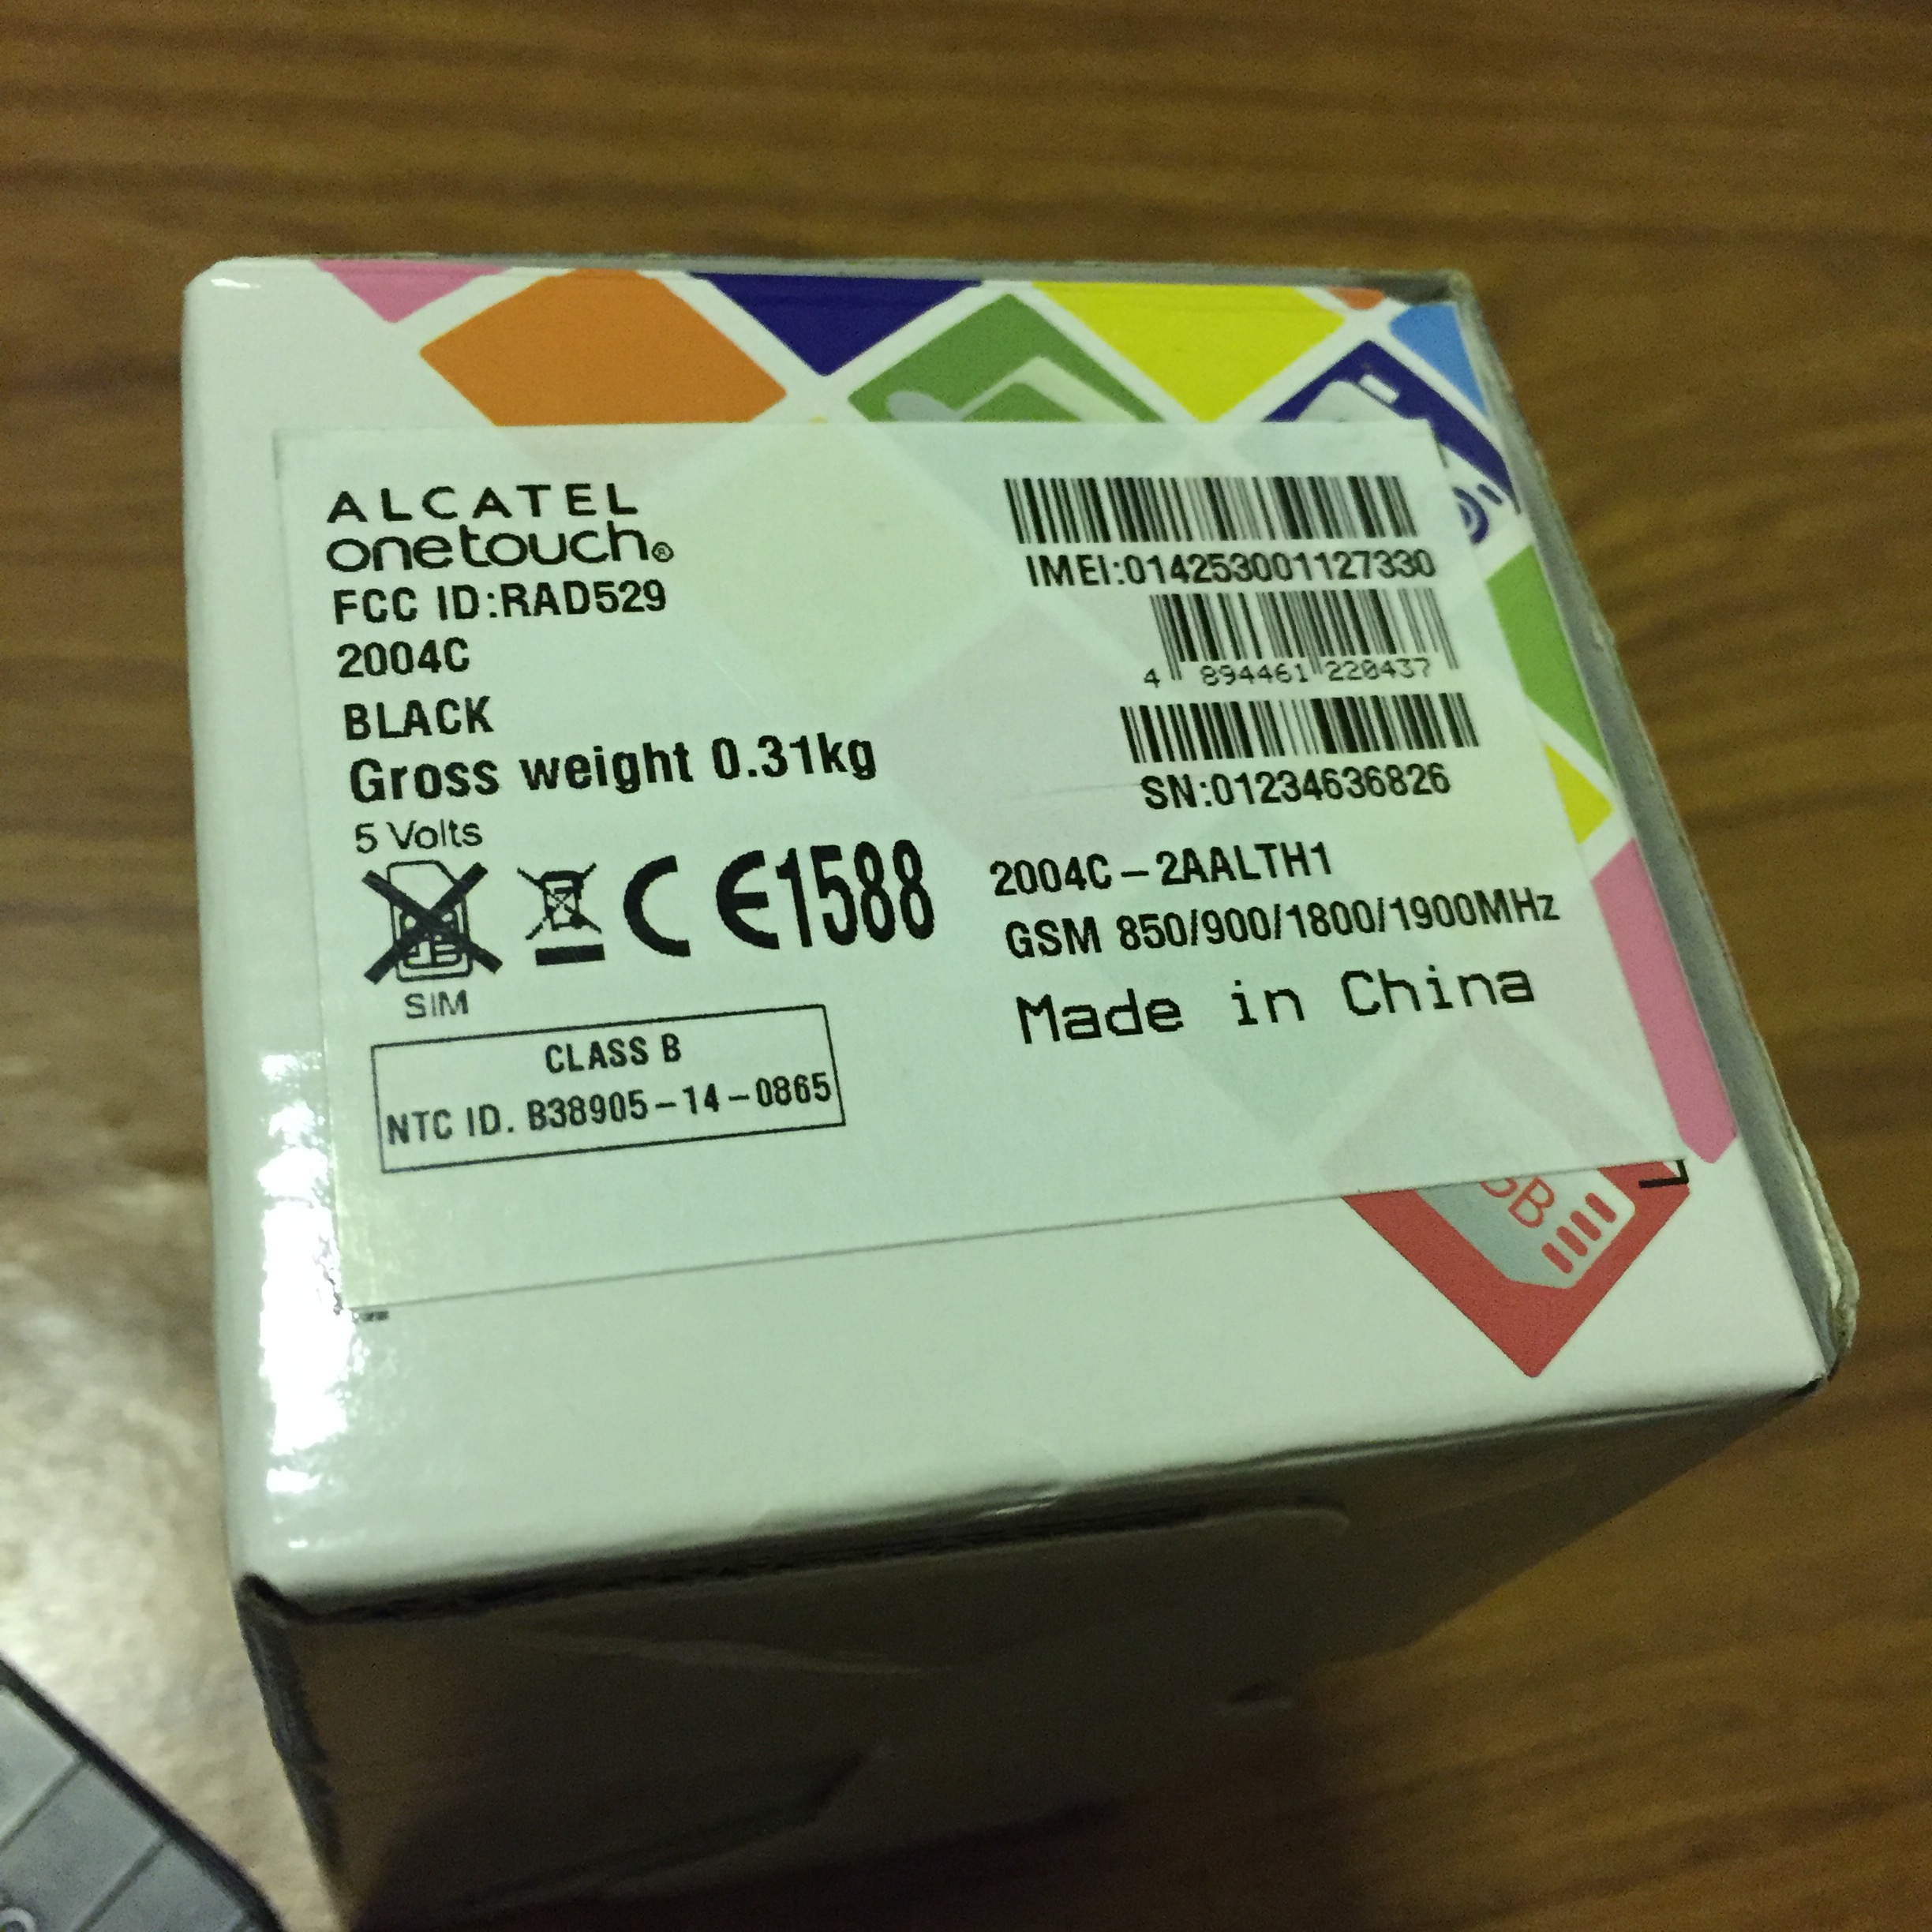 ALCATEL
onetouch®
FCC ID:RAD529
2004C
BLACK
Gross weight 0.31kg
5 Volts
SIM
C E1588
CLASS B
NTC ID. B38905-14-0865
IMEI:014253001127330
4 894461 220437
SN:01234636826
2004C-2AALTH1
GSM 850/900/1800/1900MHz
Made in China